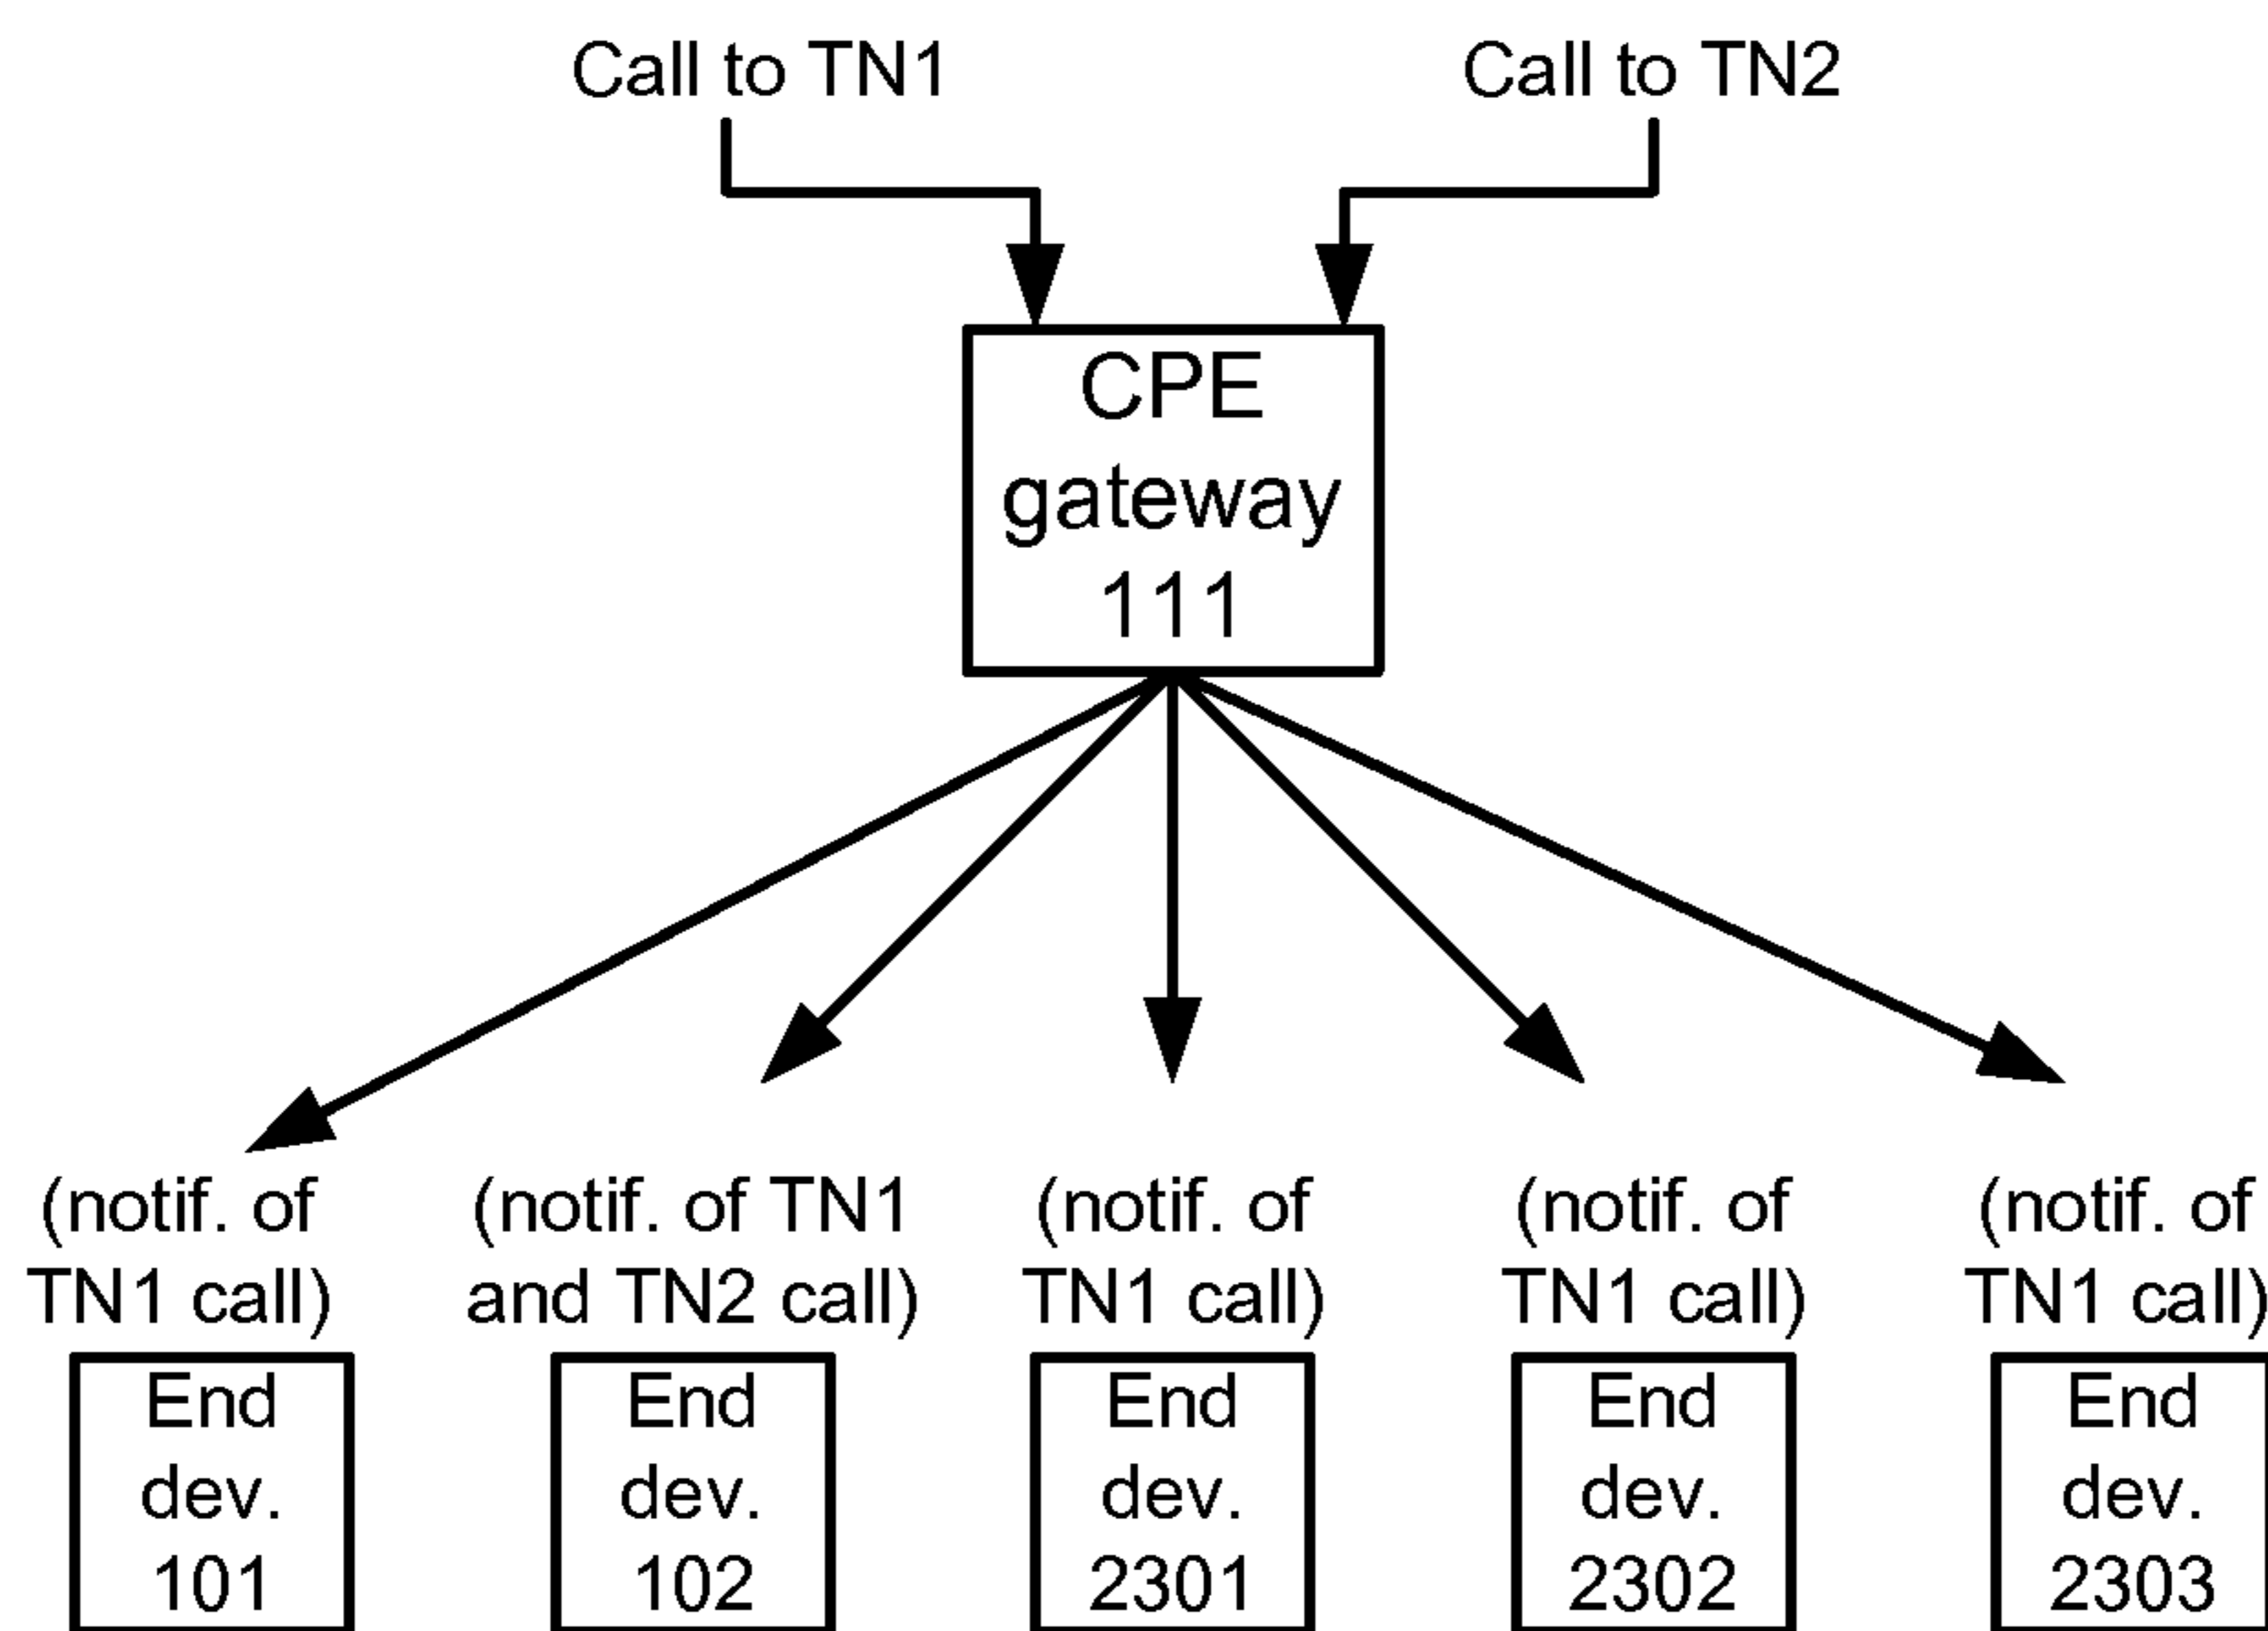 Call to TN1
Call to TN2
CPE
gateway
111
(notif. of
TN1 call)
(notif. of TN1
and TN2 call)
(notif. of
TN1 call)
(notif. of
TN1 call)
(notif. of
TN1 call)
End
dev.
101
End
dev.
102
End
dev.
2301
End
dev.
2302
End
dev.
2303